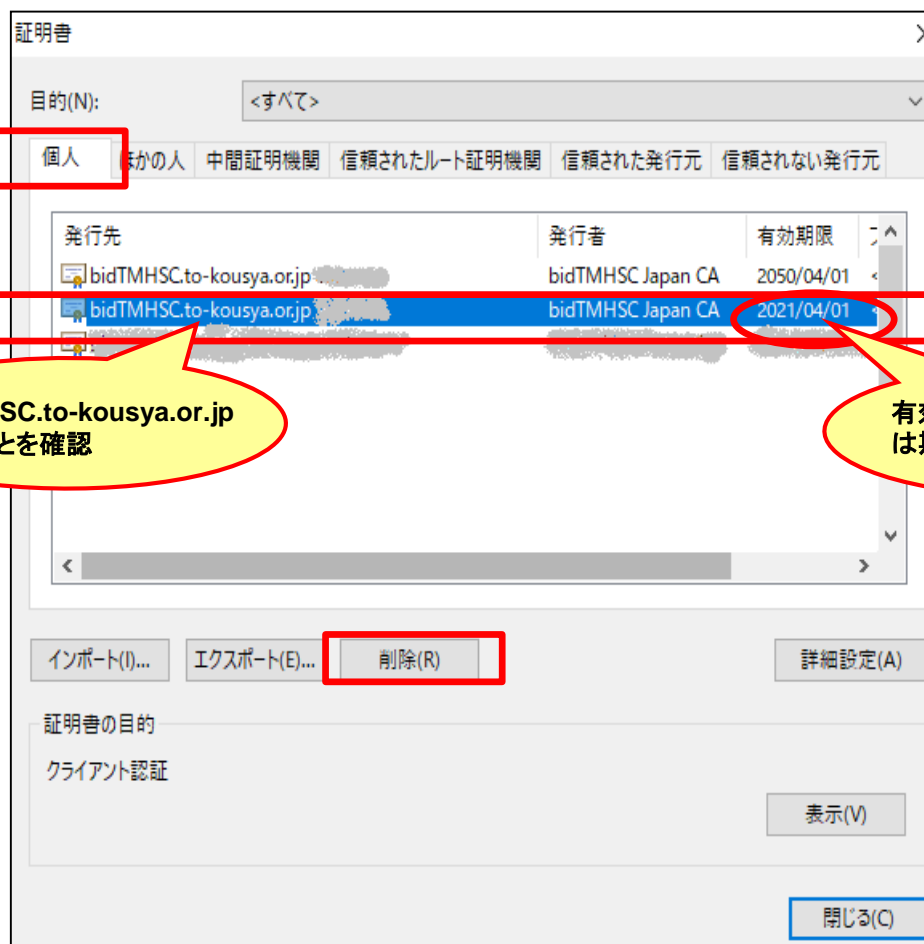 証明書
目的(N):
<すべて>
個人 ほかの人 中間証明機関 信頼されたルート証明機関 信頼された発行元 信頼されない発行元
発行先 発行者 有効期限
bidTMHSC.to-kousya.or.jp bidTMHSC Japan CA 2050/04/01 <
bidTMHSC.to-kousya.or.jp bidTMHSC Japan CA 2021/04/01 <
SC.to-kousya.or.jp
とを確認
有効
は
インポート(I)... エクスポート(E)... 削除(R) 詳細設定(A)
証明書の目的
クライアント認証
表示(V)
閉じる(C)